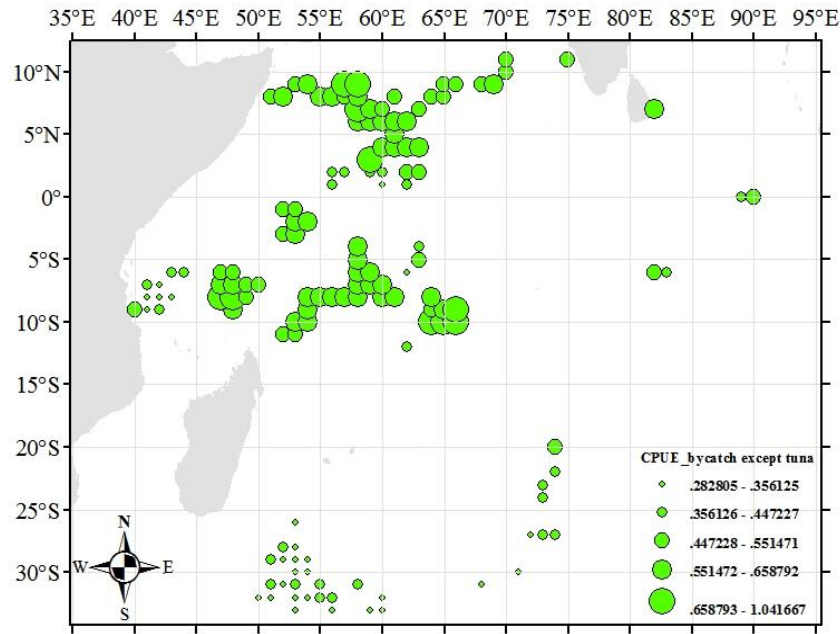 35°E 40°E 45°E 50°E 55°E 60°E 65°E 70°E 75°E 80°E 85°E 90°E 95°E
10°N
5°N
0°
5°S
10°S
15°S
20°S
25°S
30°S
CPUE_bycatch except tuna
.282805 - .356125
.356126 - .447227
.447228 - .551471
.551472 - .658792
.658793 - 1.041667
N
W E
S